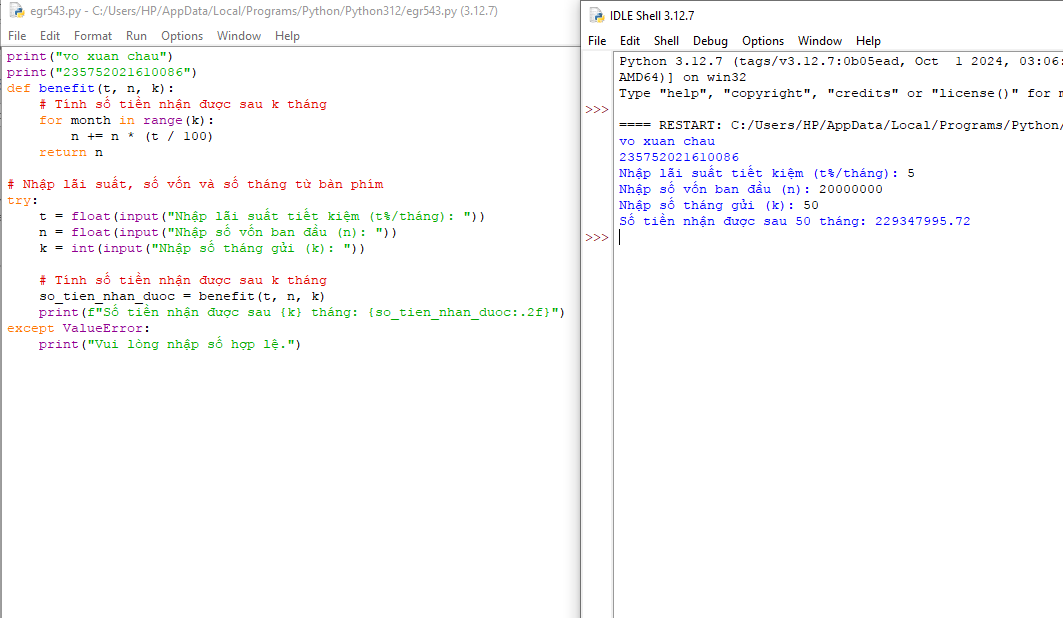 egr543.py - C:/Users/HP/AppData/Local/Programs/Python/Python312/egr543.py (3.12.7)
File Edit Format Run Options Window Help
print("vo xuan chau")
print("235752021610086")
def benefit(t, n, k):
    # Tính số tiền nhận được sau k tháng
    for month in range(k):
        n += n * (t / 100)
    return n
# Nhập lãi suất, số vốn và số tháng từ bàn phím
try:
    t = float(input("Nhập lãi suất tiết kiệm (t%/tháng): "))
    n = float(input("Nhập số vốn ban đầu (n): "))
    k = int(input("Nhập số tháng gửi (k): "))
    # Tính số tiền nhận được sau k tháng
    so_tien_nhan_duoc = benefit(t, n, k)
    print(f"Số tiền nhận được sau {k} tháng: {so_tien_nhan_duoc:.2f}")
except ValueError:
    print("Vui lòng nhập số hợp lệ.")
IDLE Shell 3.12.7
File Edit Shell Debug Options Window Help
Python 3.12.7 (tags/v3.12.7:0b05ead, Oct  1 2024, 03:06:
AMD64)] on win32
Type "help", "copyright", "credits" or "license()" for
>>>
==== RESTART: C:/Users/HP/AppData/Local/Programs/Python/
vo xuan chau
235752021610086
Nhập lãi suất tiết kiệm (t%/tháng): 5
Nhập số vốn ban đầu (n): 20000000
Nhập số tháng gửi (k): 50
Số tiền nhận được sau 50 tháng: 229347995.72
>>>